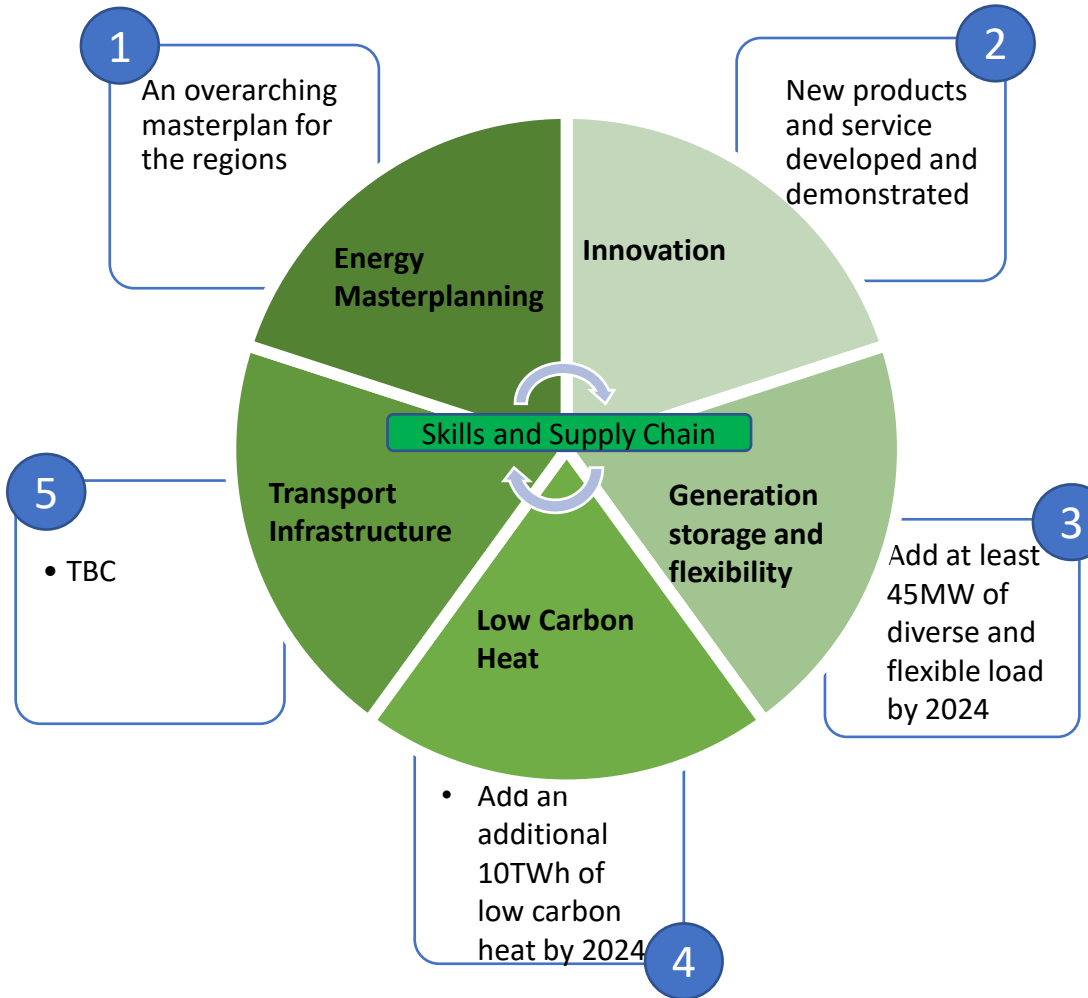 1
An overarching
masterplan for
the regions
2
New products
and service
developed and
demonstrated
Energy
Masterplanning
Innovation
Skills and Supply Chain
Transport
Infrastructure
Generation
storage and
flexibility
Low Carbon
Heat
3
Add at least
45MW of
diverse and
flexible load
by 2024
5
• TBC
• Add an
additional
10TWh of
low carbon
heat by 2024
4